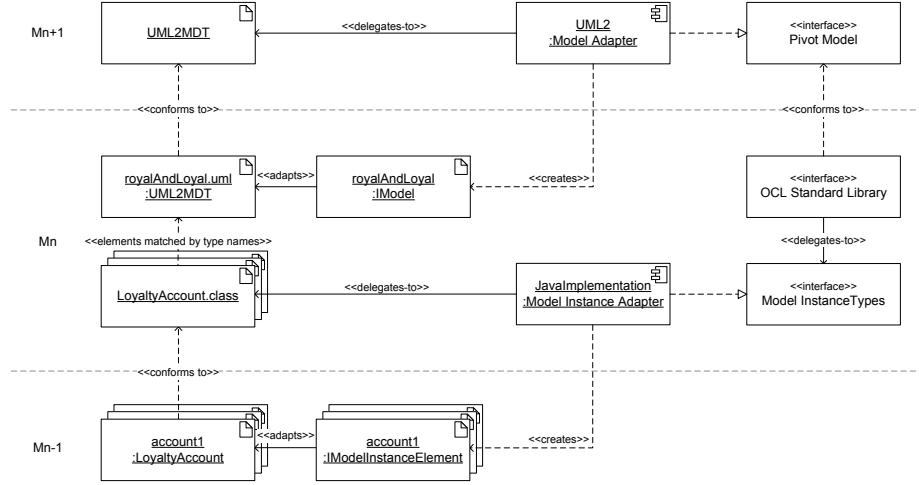 Mn+1
UML2MDT
<<delegates-to>>
UML2
:Model Adapter
<<interface>>
Pivot Model
<<conforms to>>
<<conforms to>>
royalAndLoyal.uml
:UML2MDT
<<adapts>>
royalAndLoyal
:IModel
<<creates>>
<<interface>>
OCL Standard Library
Mn
<<elements matched by type names>>
<<delegates-to>>
LoyaltyAccount.class
<<delegates-to>>
JavaImplementation
:Model Instance Adapter
<<interface>>
Model InstanceTypes
<<conforms to>>
Mn-1
account1
:LoyaltyAccount
<<adapts>>
account1
:IModelInstanceElement
<<creates>>